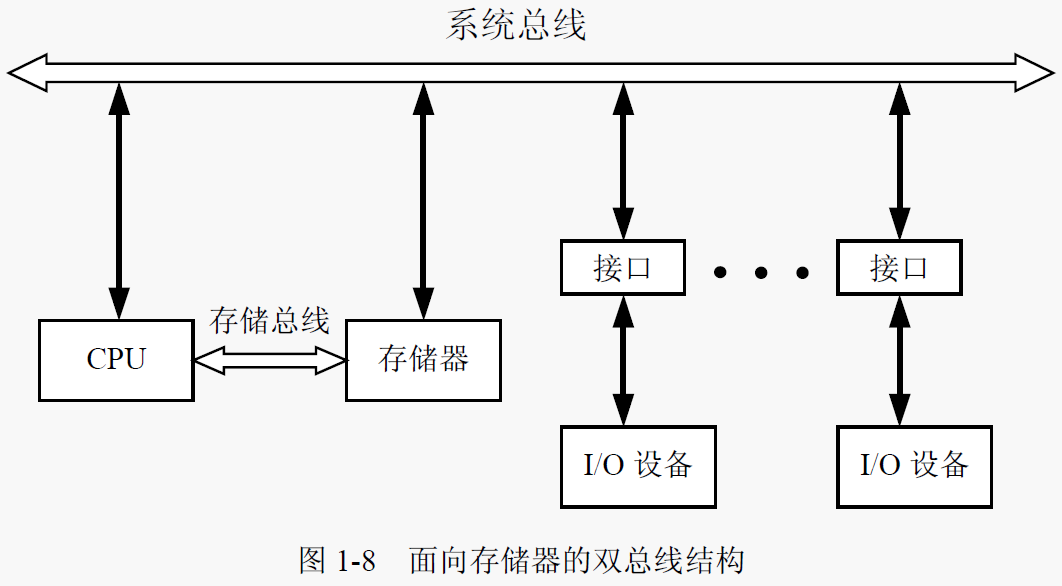 系统总线
接口
接口
存储总线
CPU
存储器
I/O 设备
I/O 设备
图 1-8 面向存储器的双总线结构